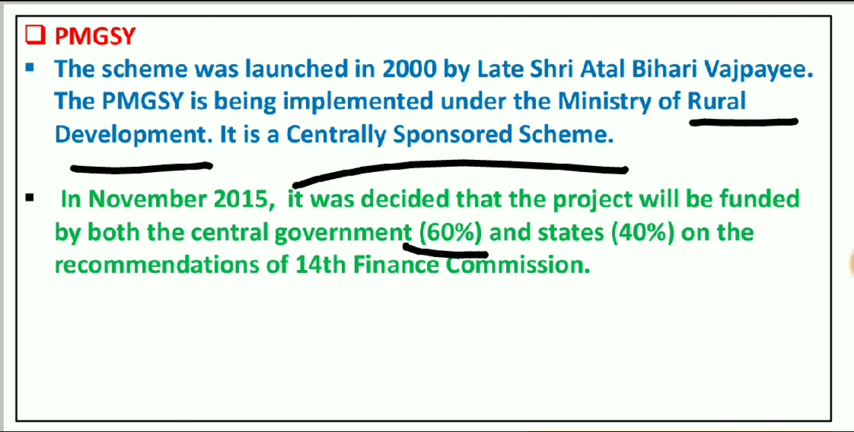 PMGSY
The scheme was launched in 2000 by Late Shri Atal Bihari Vajpayee.
The PMGSY is being implemented under the Ministry of Rural
Development. It is a Centrally Sponsored Scheme.
In November 2015, it was decided that the project will be funded
by both the central government (60%) and states (40%) on the
recommendations of 14th Finance Commission.